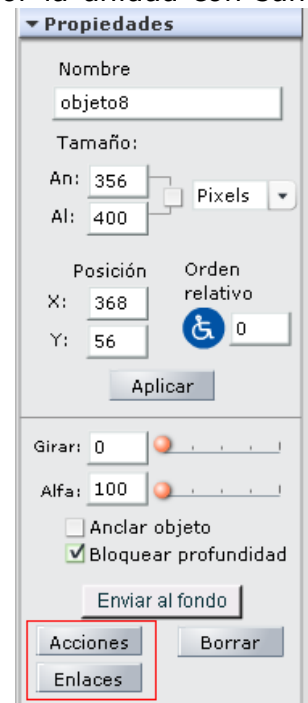 Propiedades
Nombre
objeto8
Tamaño:
An: 356
Pixels
Al: 400
Posición
Orden relativo
X: 368
Y: 56
0
Aplicar
Girar: 0
Alfa: 100
Anclar objeto
Bloquear profundidad
Enviar al fondo
Acciones Borrar
Enlaces